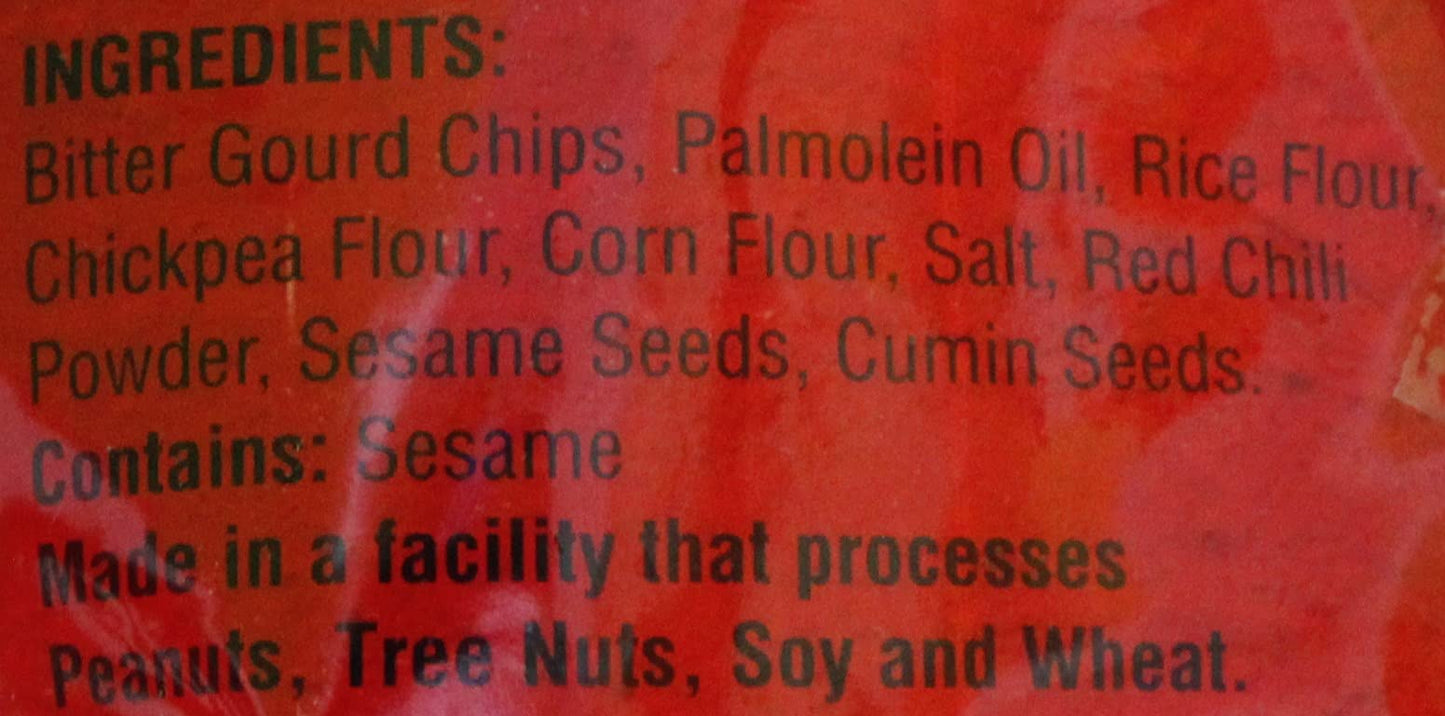 INGREDIENTS:
Bitter Gourd Chips, Palmolein Oil, Rice Flour,
Chickpea Flour, Corn Flour, Salt, Red Chili
Powder, Sesame Seeds, Cumin Seeds.
Contains: Sesame
Made in a facility that processes
Peanuts, Tree Nuts, Soy and Wheat.